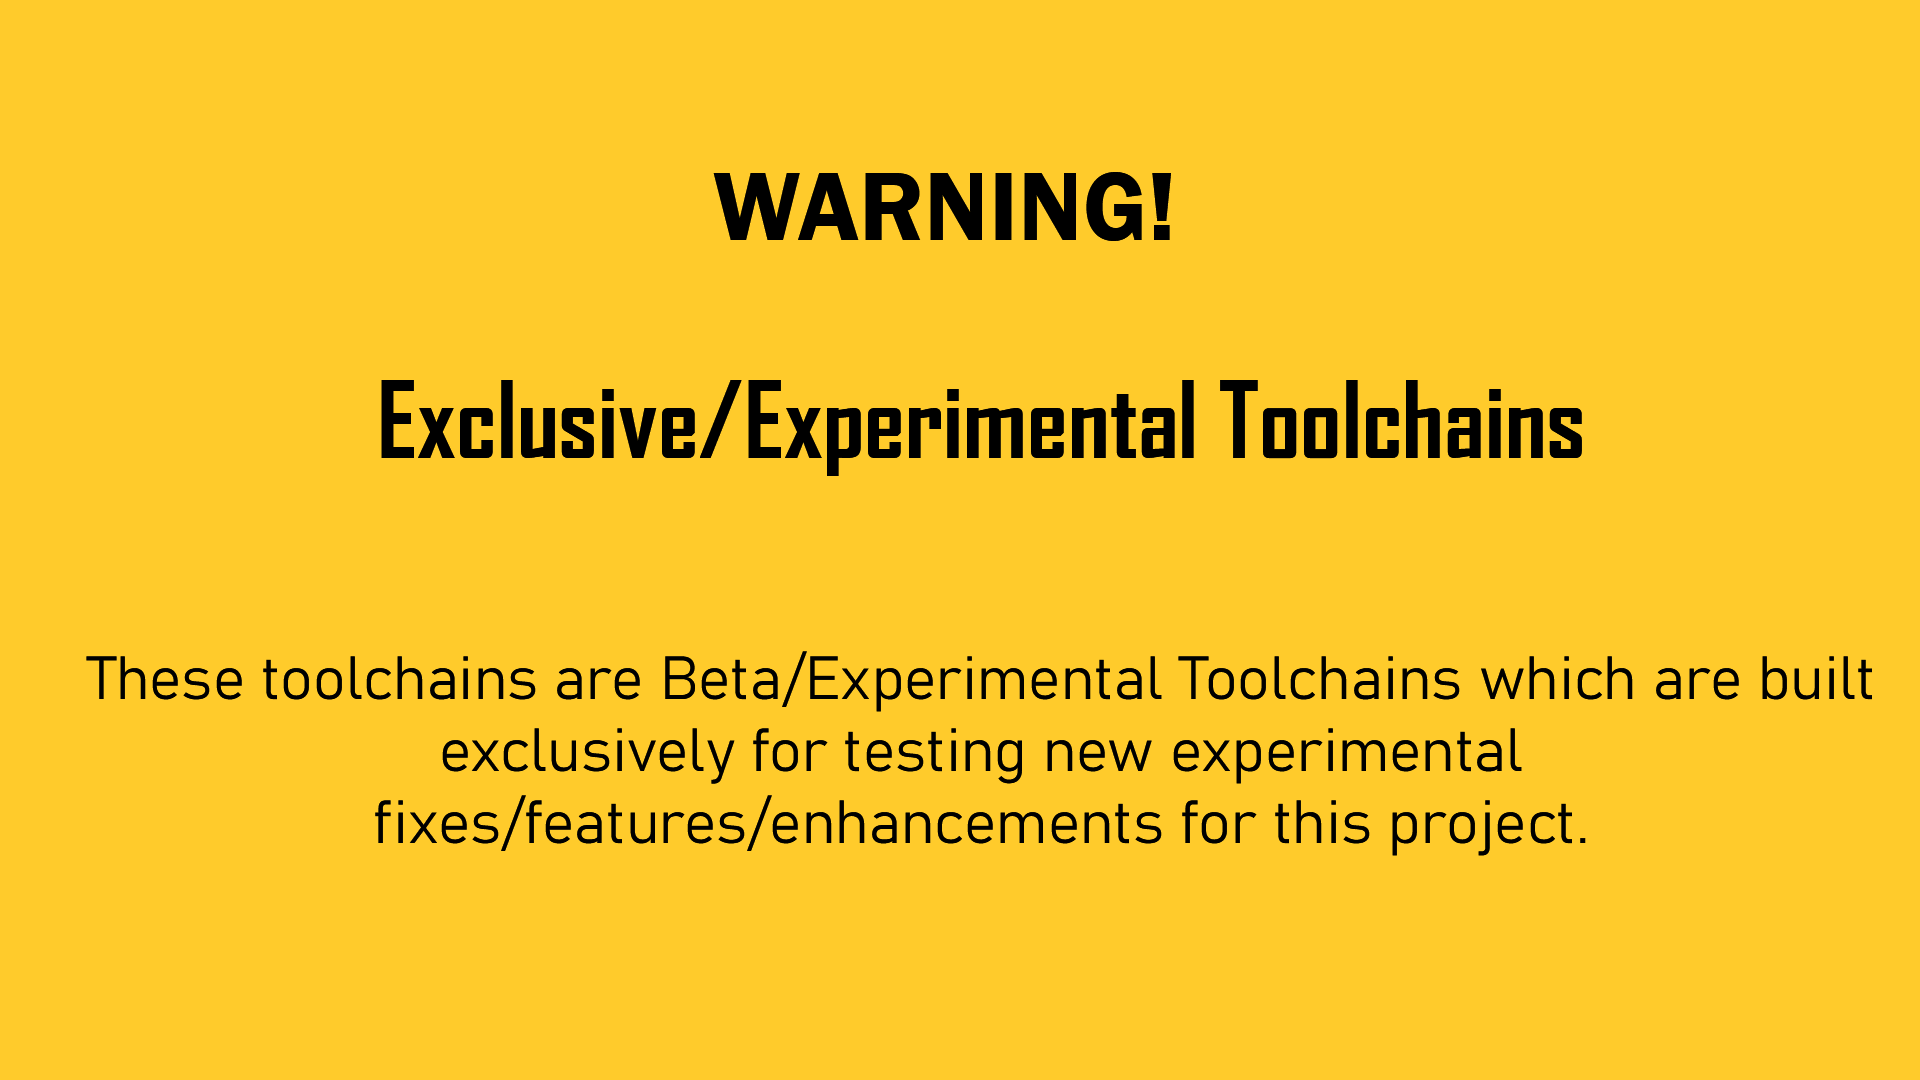 WARNING!
Exclusive/Experimental Toolchains
These toolchains are Beta/Experimental Toolchains which are built
exclusively for testing new experimental
fixes/features/enhancements for this project.